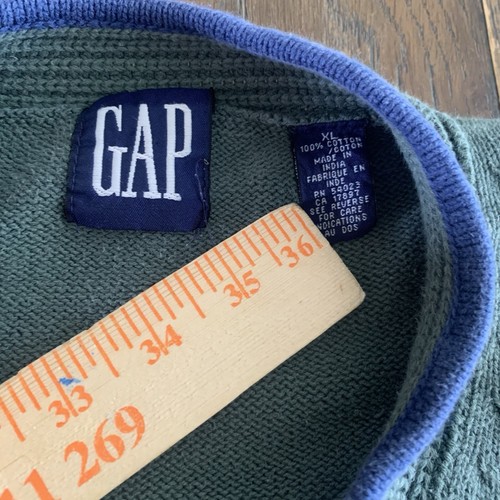 GAP
XL
100% COTTON
/COTON
MADE IN
INDIA
FABRIQUE EN
INDE
RN 54023
CA 17897
SEE REVERSE
FOR CARE
INDICATIONS
AU DOS
33 34 35 36
11 269